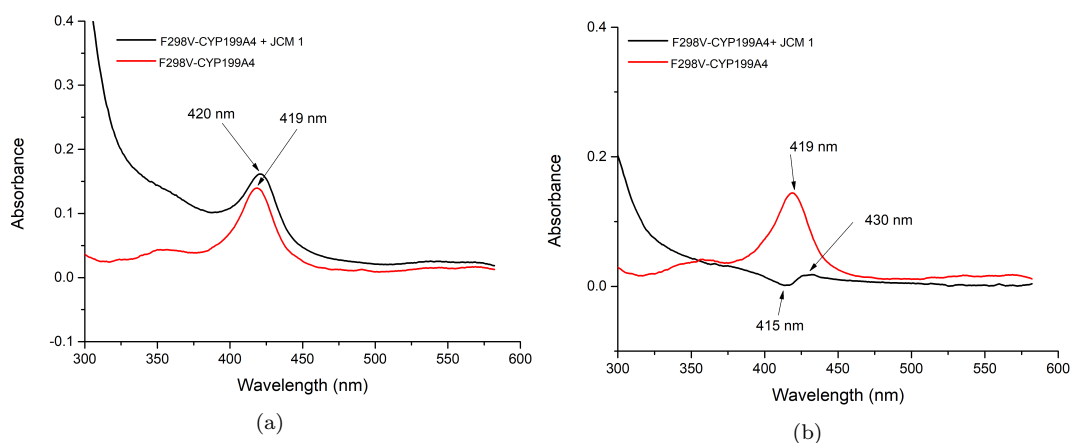 0.4
0.3
0.2
0.1
0.0
-0.1
Absorbance
F298V-CYP199A4 + JCM 1
F298V-CYP199A4
420 nm
419 nm
300
350
400
450
500
550
600
Wavelength (nm)
(a)
0.4
0.2
0.0
Absorbance
F298V-CYP199A4+ JCM 1
F298V-CYP199A4
419 nm
430 nm
415 nm
300
350
400
450
500
550
600
Wavelength (nm)
(b)